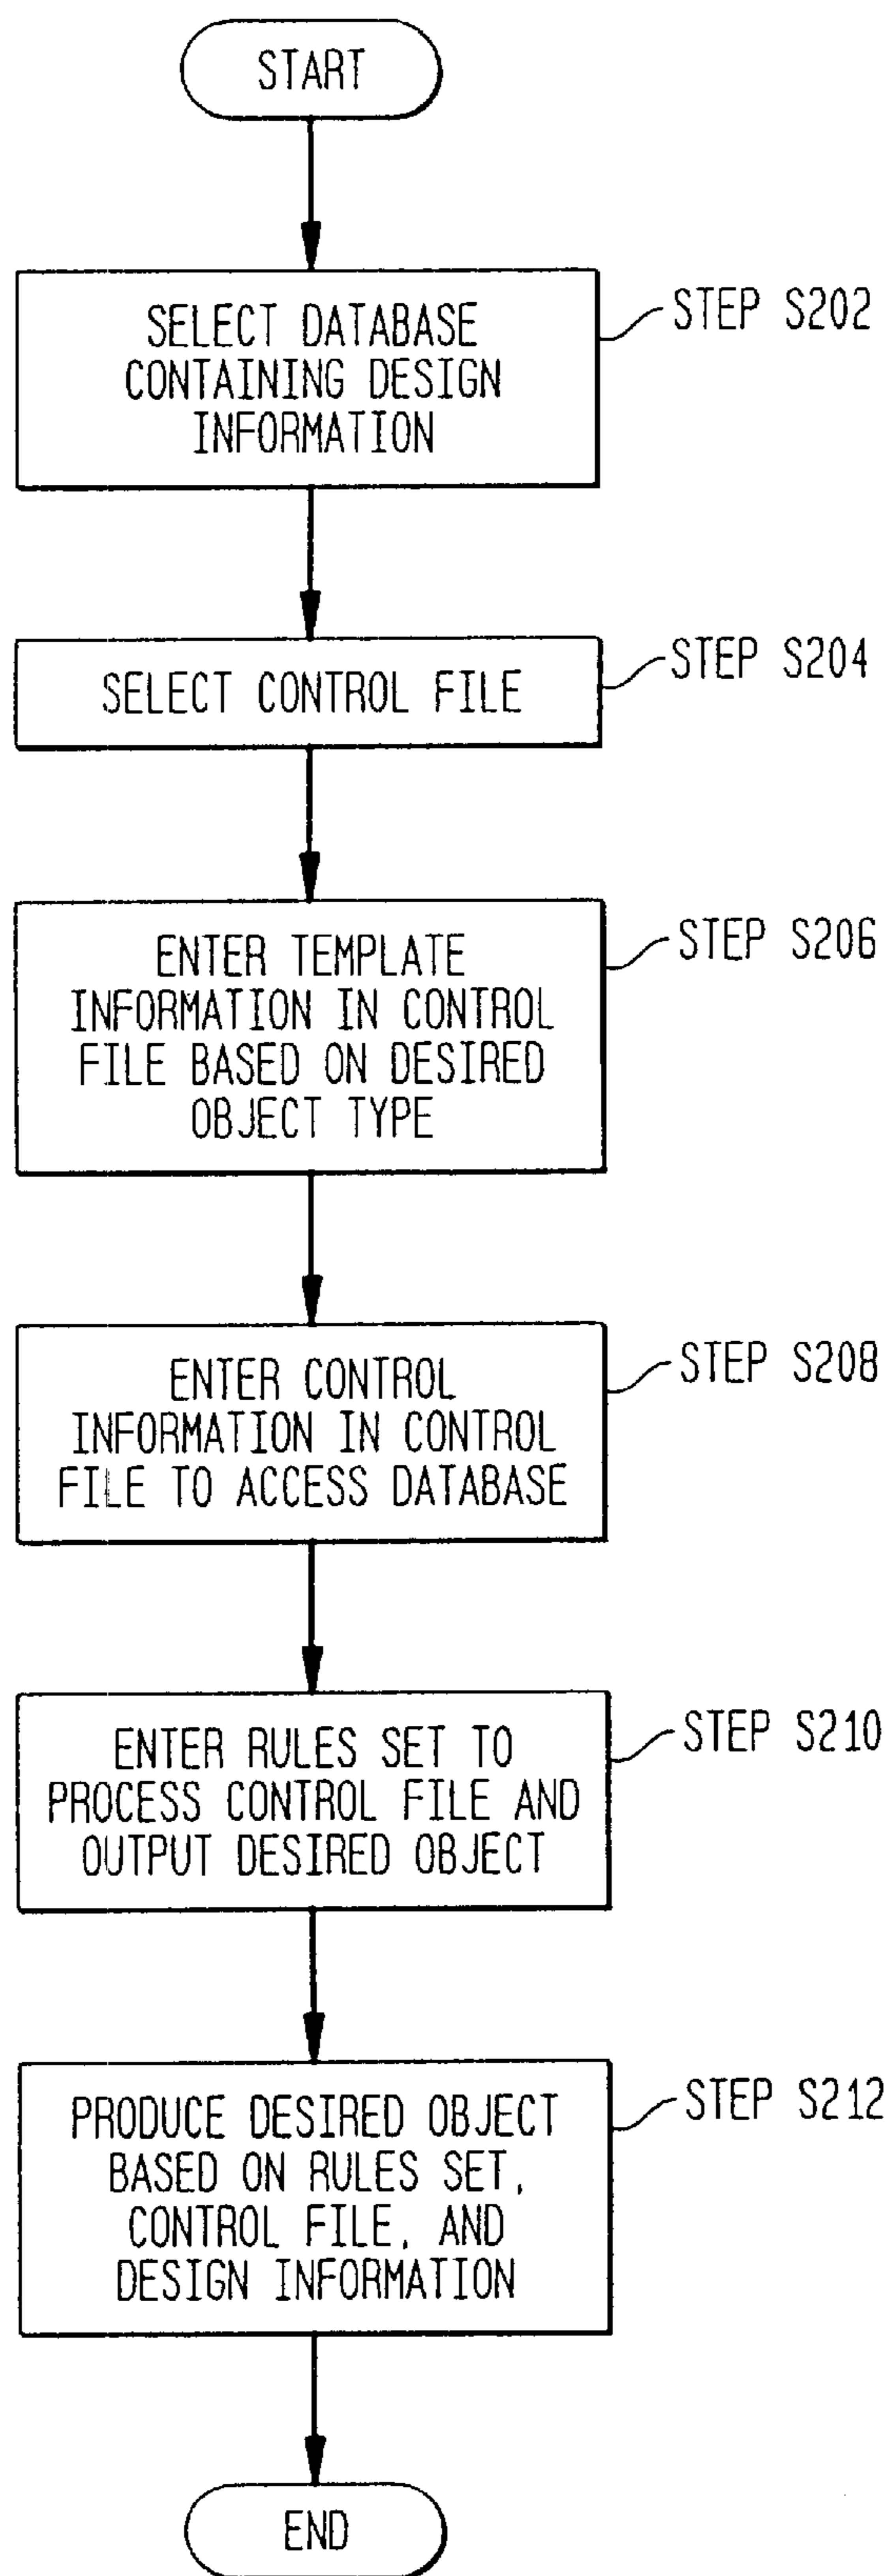 START
SELECT DATABASE
CONTAINING DESIGN
INFORMATION
STEP S202
SELECT CONTROL FILE
STEP S204
ENTER TEMPLATE
INFORMATION IN CONTROL
FILE BASED ON DESIRED
OBJECT TYPE
STEP S206
ENTER CONTROL
INFORMATION IN CONTROL
FILE TO ACCESS DATABASE
STEP S208
ENTER RULES SET TO
PROCESS CONTROL FILE AND
OUTPUT DESIRED OBJECT
STEP S210
PRODUCE DESIRED OBJECT
BASED ON RULES SET,
CONTROL FILE, AND
DESIGN INFORMATION
STEP S212
END